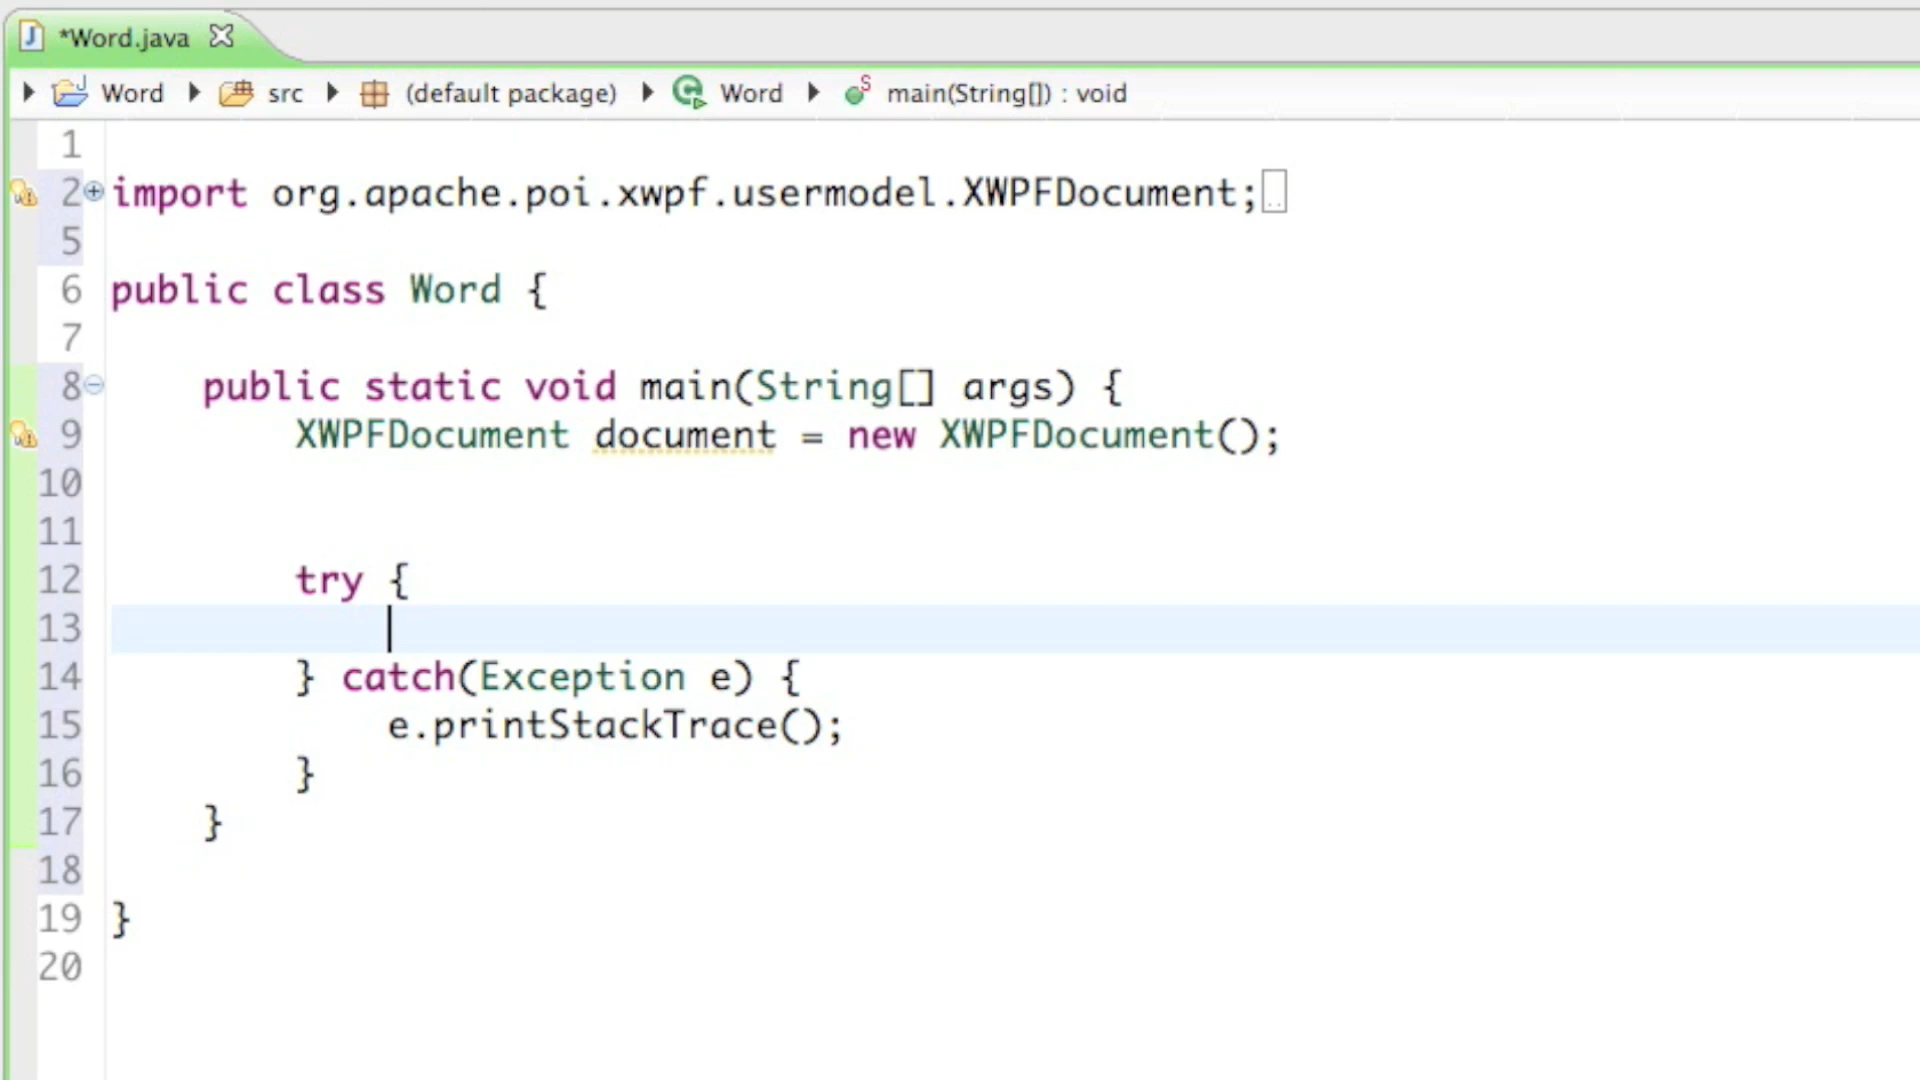 *Word.java
Word src (default package) Word main(String[]) : void
1
2 import org.apache.poi.xwpf.usermodel.XWPFDocument;
5
6 public class Word {
7
8 public static void main(String[] args) {
9 XWPFDocument document = new XWPFDocument();
10
11
12 try {
13
14 } catch(Exception e) {
15 e.printStackTrace();
16 }
17 }
18
19 }
20